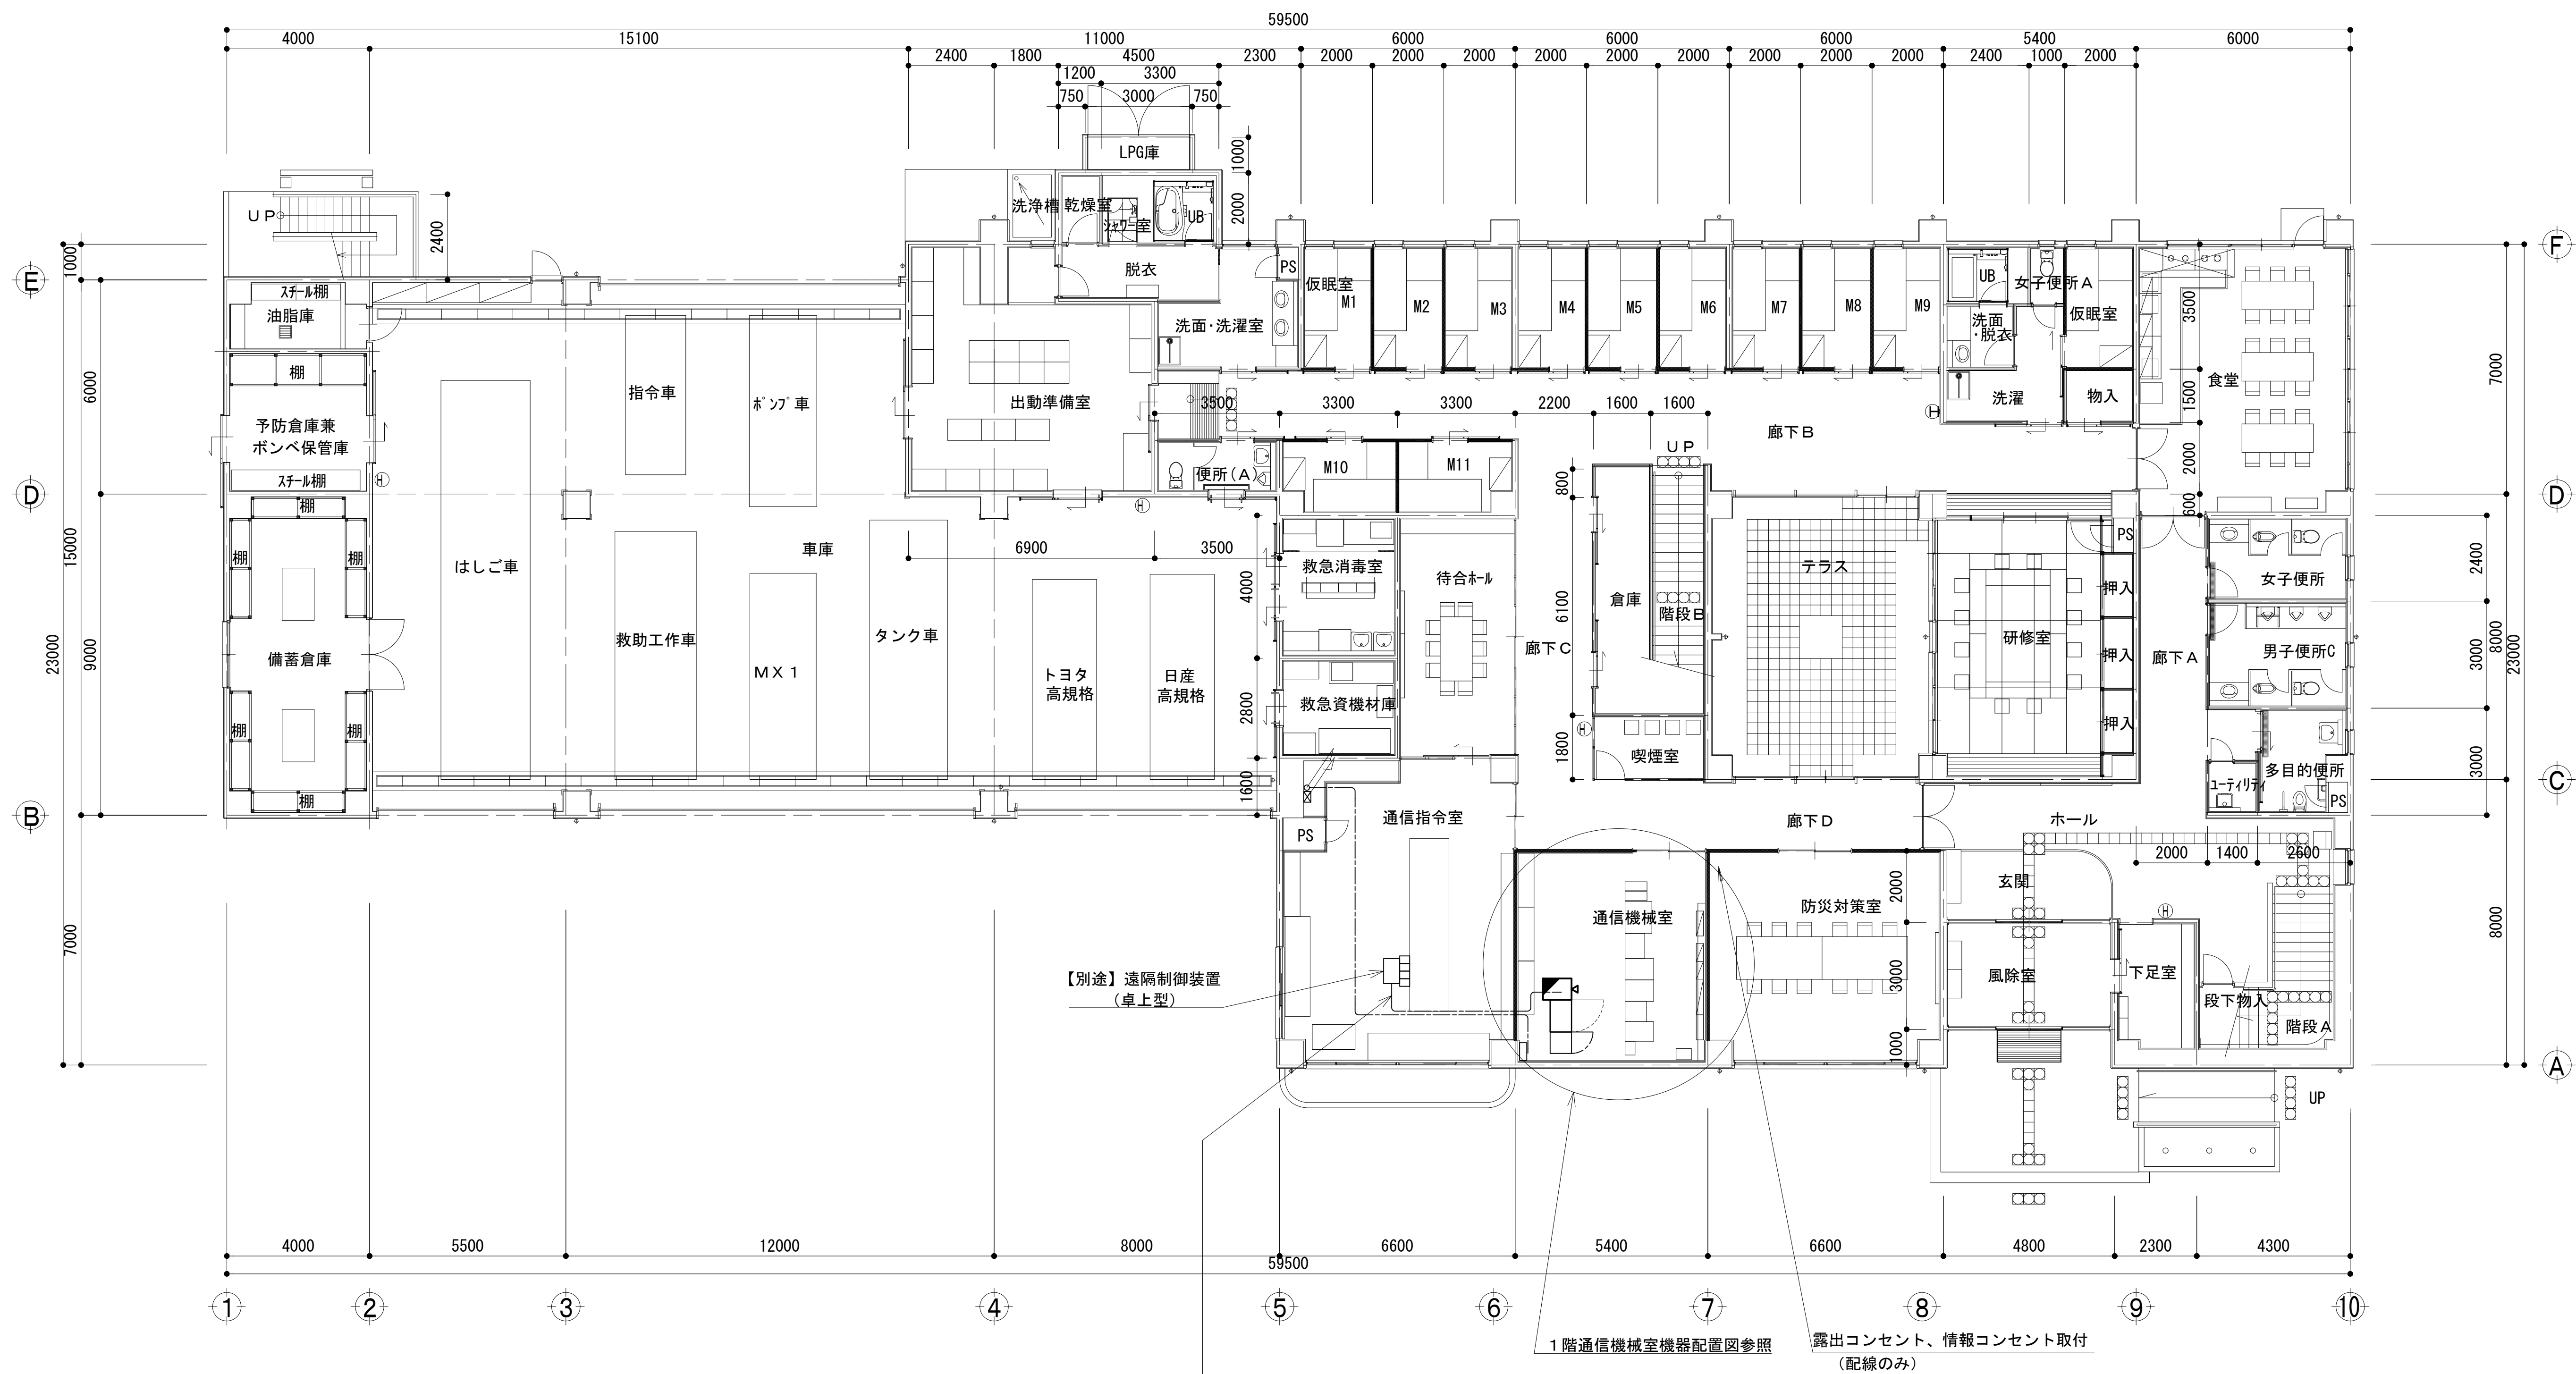 59500
4000 15100 11000 6000 6000 6000 5400 6000
2400 1800 4500 2300 2000 2000 2000 2000 2000 2000 2000 2000 2000 2400 1000 2000
1200 3300
750 3000 750
LPG庫
1000
2000
UP
2400
洗浄槽
乾燥室
シャワー室
UB
脱衣
PS
洗面・洗濯室
仮眠室
M1
M2
M3
M4
M5
M6
M7
M8
M9
UB
女子便所A
洗面
・脱衣
仮眠室
洗濯
物入
食堂
3500
1500
2000
600
7000
F
E
D
B
1000
6000
15000
23000
9000
7000
スチール棚
油脂庫
棚
予防倉庫兼
ボンベ保管庫
スチール棚
H
棚
棚
棚
備蓄倉庫
棚
棚
棚
指令車
ポンプ車
はしご車
救助工作車
車庫
MX1
タンク車
トヨタ
高規格
日産
高規格
出動準備室
3500 3300 3300 2200 1600 1600
便所(A)
H
M10
M11
6900 3500
4000
2800
1600
救急消毒室
救急資機材庫
待合ホール
廊下B
H
UP
800
6100
1800
倉庫
階段B
廊下C
H
喫煙室
テラス
研修室
PS
押入
押入
押入
廊下A
女子便所
男子便所C
多目的便所
ユーティリティ
PS
2400
3000
3000
8000
23000
8000
D
C
A
通信指令室
PS
廊下D
ホール
2000 1400 2600
通信機械室
防災対策室
2000
3000
1000
玄関
風除室
H
下足室
段下物入
階段A
UP
【別途】遠隔制御装置
(卓上型)
4000 5500 12000 8000 6600 5400 6600 4800 2300 4300
59500
1 2 3 4 5 6 7 8 9 10
1階通信機械室機器配置図参照
露出コンセント、情報コンセント取付
(配線のみ)